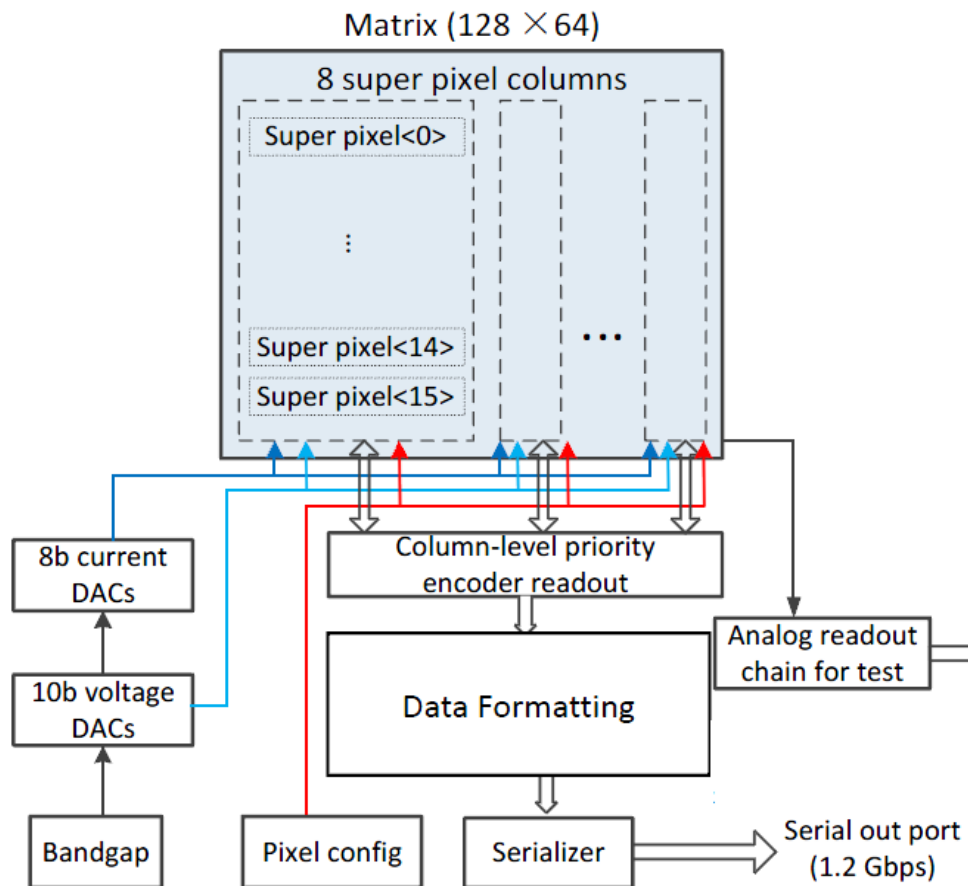 Matrix (128 × 64)
8 super pixel columns
Super pixel<0>
⋮
Super pixel<14>
Super pixel<15>
...
8b current
DACs
Column-level priority
encoder readout
10b voltage
DACs
Analog readout
chain for test
Data Formatting
Bandgap
Pixel config
Serializer
Serial out port
(1.2 Gbps)